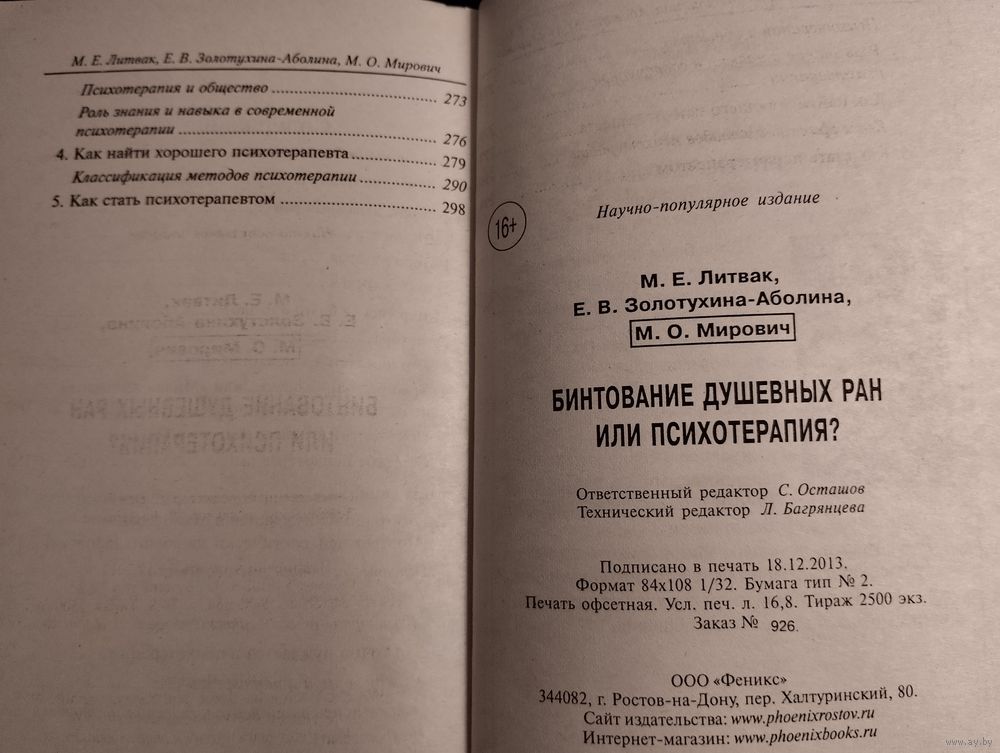 М. Е. Литвак, Е. В. Золотухина-Аболина, М. О. Мирович
Психотерапия и общество ........................................ 273
Роль знания и навыка в современной
психотерапии ........................................................ 276
4. Как найти хорошего психотерапевта ...................... 279
Классификация методов психотерапии .................. 290
5. Как стать психотерапевтом .................................... 298
16+
Научно-популярное издание
М. Е. Литвак,
Е. В. Золотухина-Аболина,
М. О. Мирович
БИНТОВАНИЕ ДУШЕВНЫХ РАН
ИЛИ ПСИХОТЕРАПИЯ?
Ответственный редактор С. Осташов
Технический редактор Л. Багрянцева
Подписано в печать 18.12.2013.
Формат 84х108 1/32. Бумага тип № 2.
Печать офсетная. Усл. печ. л. 16,8. Тираж 2500 экз.
Заказ № 926.
ООО «Феникс»
344082, г. Ростов-на-Дону, пер. Халтуринский, 80.
Сайт издательства: www.phoenixrostov.ru
Интернет-магазин: www.phoenixbooks.ru
www.ay.by